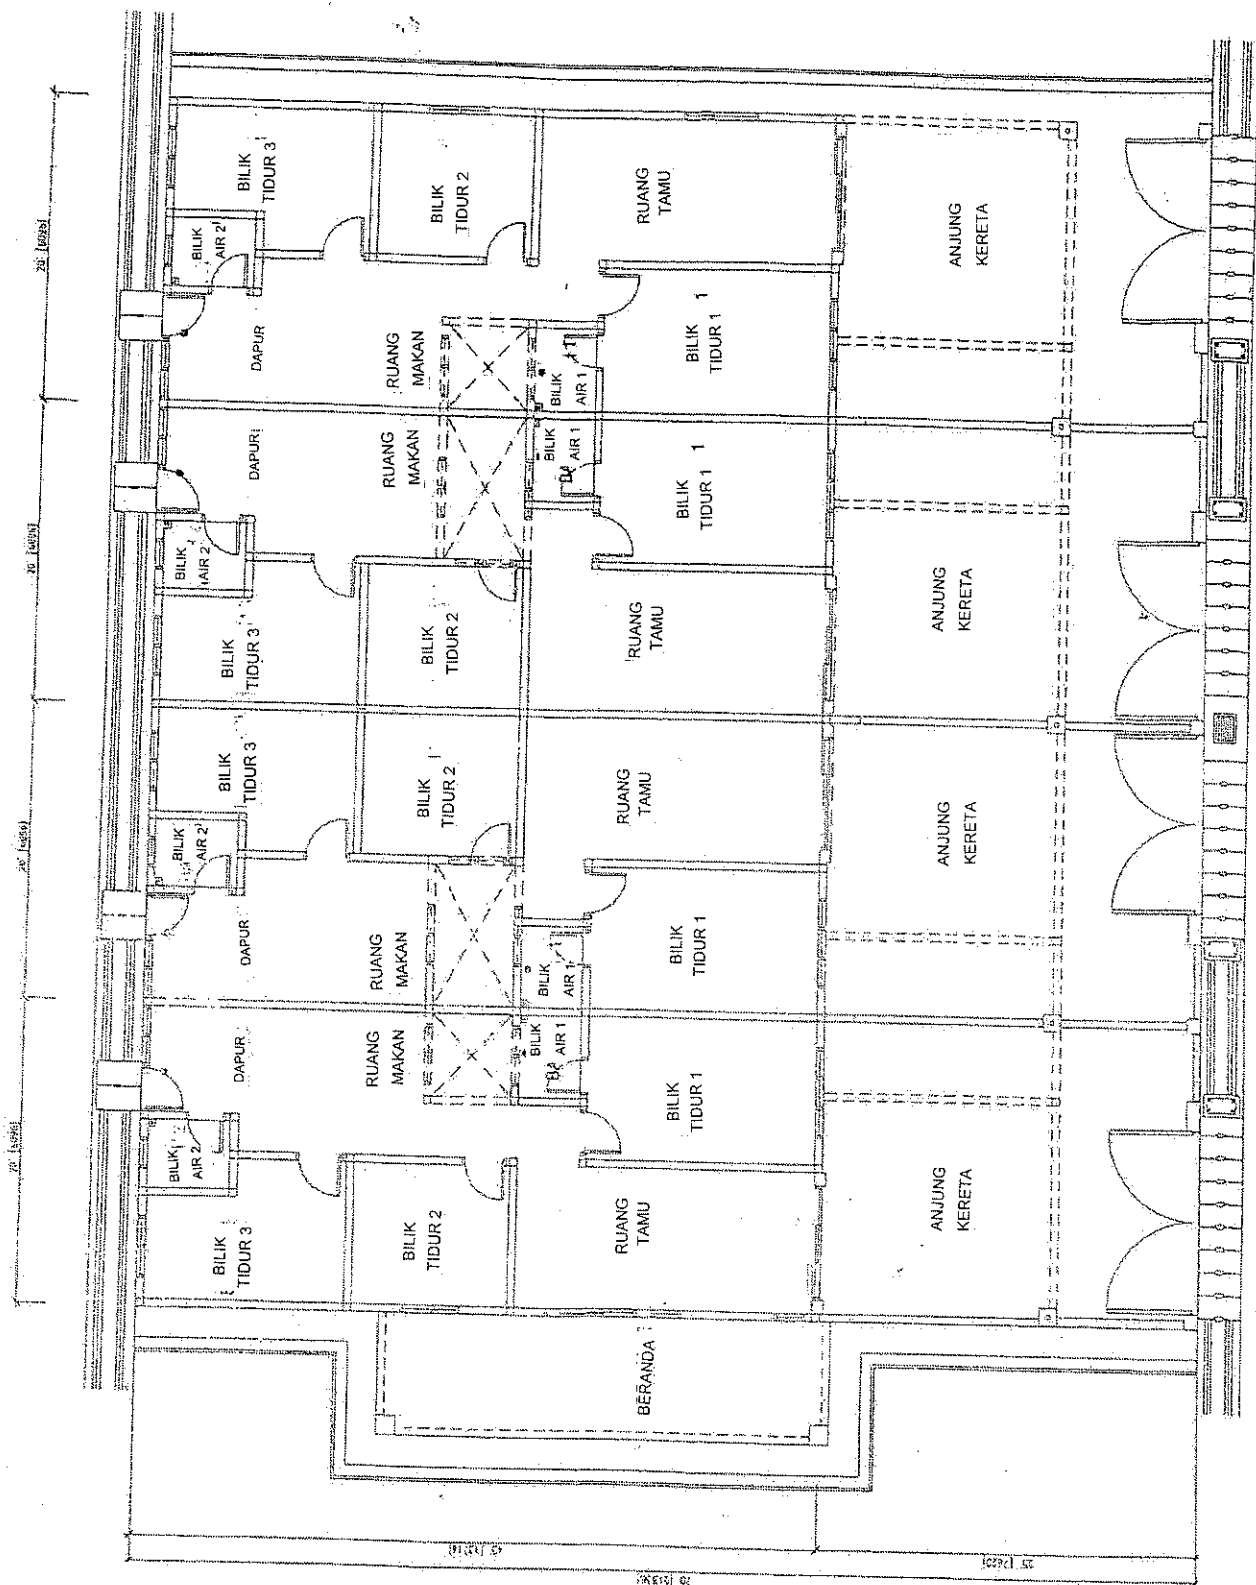 BILIK
TIDUR 3
BILIK
AIR 2
DAPUR
BILIK
TIDUR 2
RUANG
MAKAN
BILIK
AIR 1
RUANG
TAMU
BILIK
TIDUR 1
ANJUNG
KERETA
DAPUR
RUANG
MAKAN
BILIK
AIR 1
BILIK
TIDUR 1
BILIK
AIR 2
BILIK
TIDUR 3
BILIK
TIDUR 2
RUANG
TAMU
ANJUNG
KERETA
BILIK
TIDUR 3
BILIK
TIDUR 2
RUANG
TAMU
ANJUNG
KERETA
BILIK
AIR 2
DAPUR
RUANG
MAKAN
BILIK
AIR 1
BILIK
TIDUR 1
DAPUR
RUANG
MAKAN
BILIK
AIR 1
BILIK
TIDUR 1
BILIK
AIR 2
BILIK
TIDUR 3
BILIK
TIDUR 2
RUANG
TAMU
ANJUNG
KERETA
BERANDA